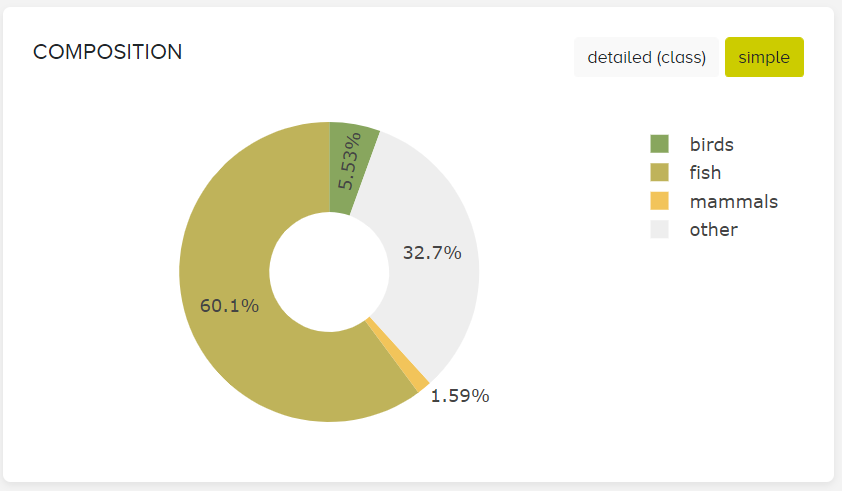 COMPOSITION
detailed (class)
simple
5.53%
32.7%
60.1%
1.59%
birds
fish
mammals
other